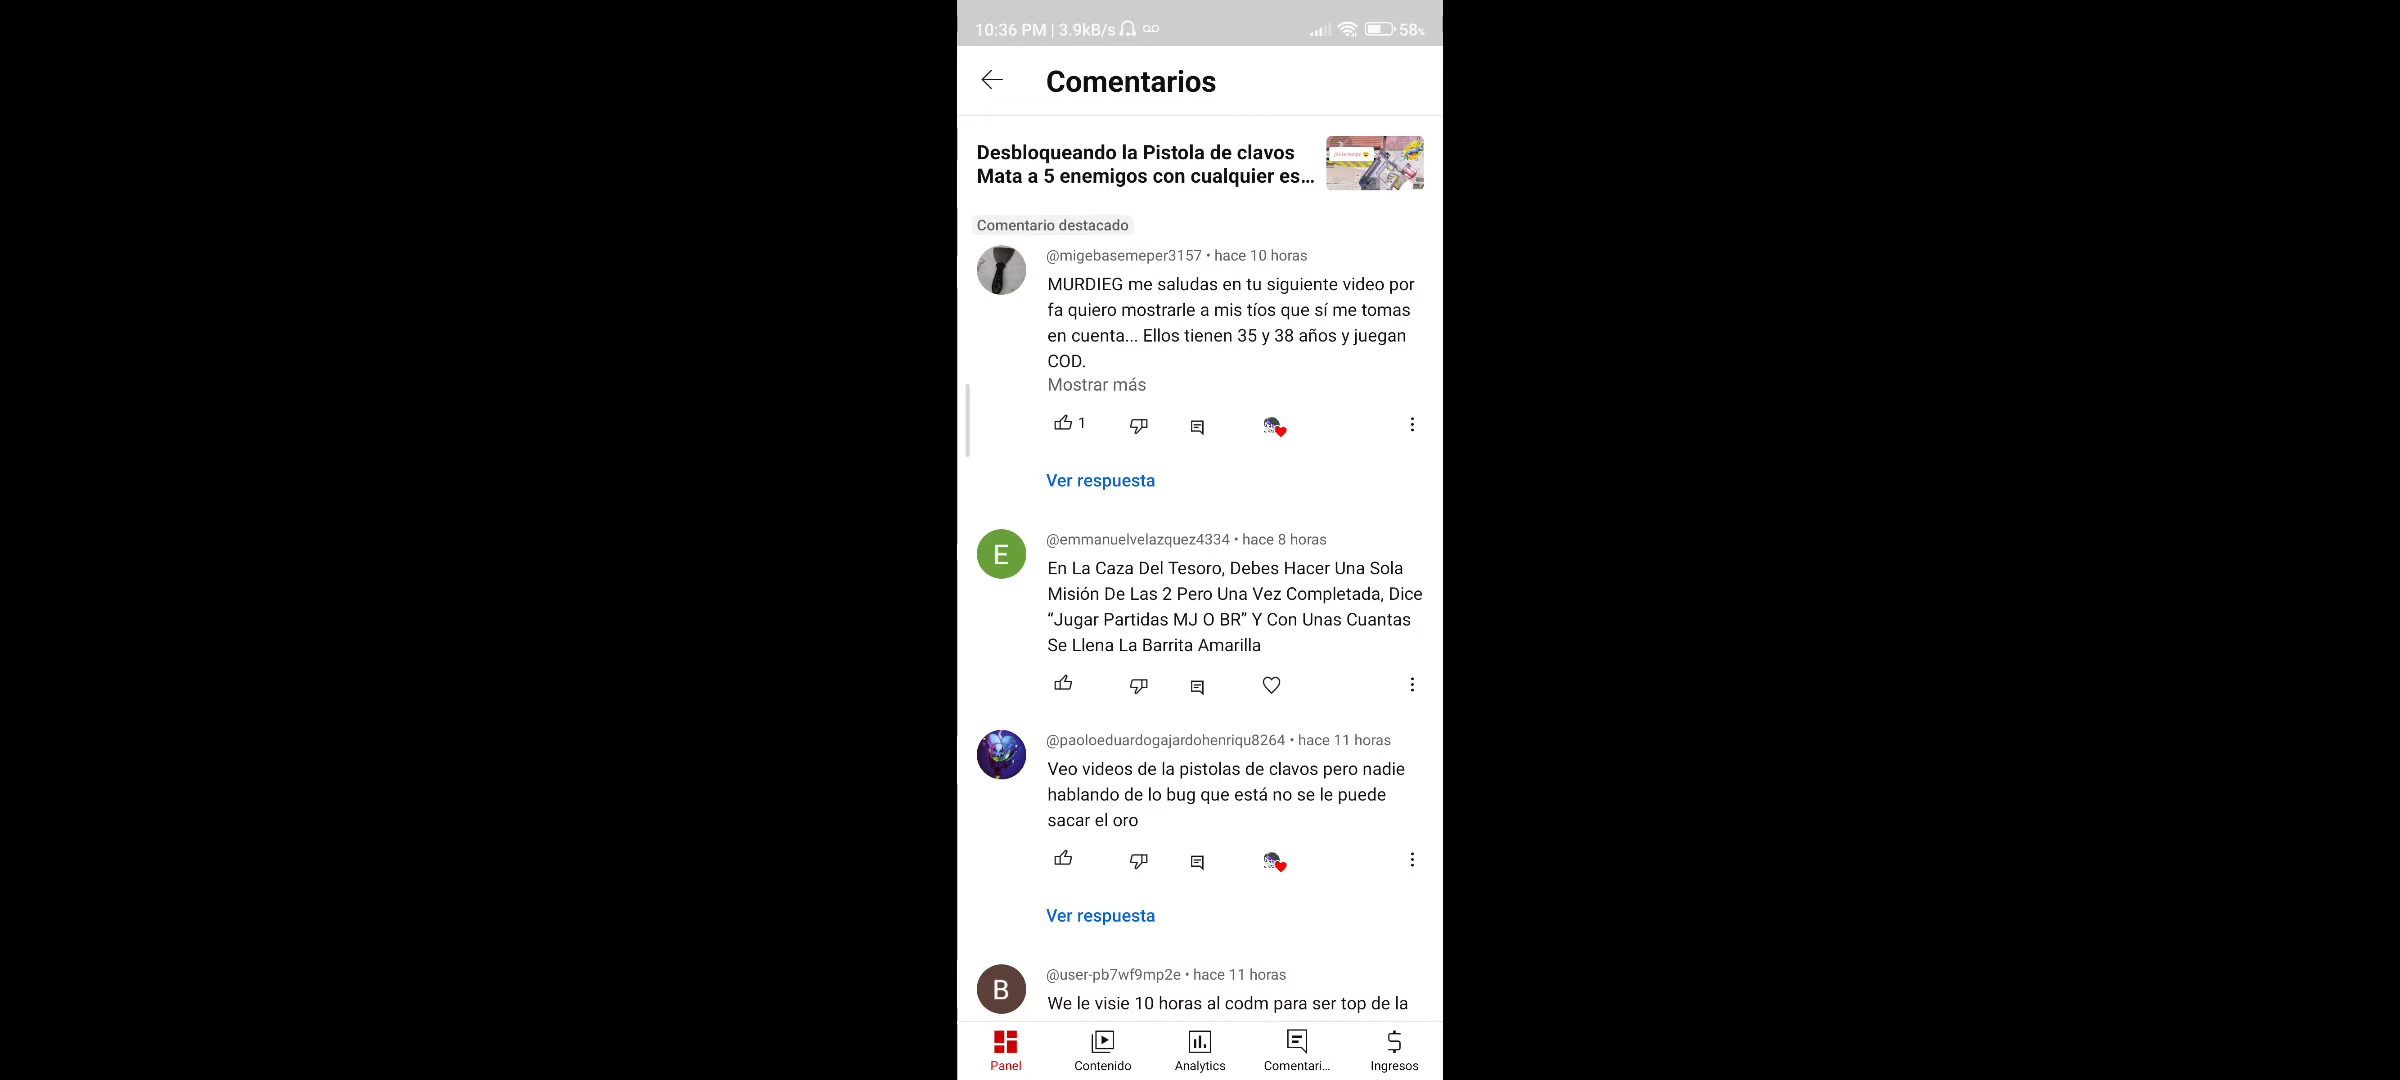 10:36 PM | 3.9kB/s 58%
Comentarios
Desbloqueando la Pistola de clavos
Mata a 5 enemigos con cualquier es...
Comentario destacado
@migebasemeper3157 • hace 10 horas
MURDIEG me saludas en tu siguiente video por
fa quiero mostrarle a mis tíos que sí me tomas
en cuenta... Ellos tienen 35 y 38 años y juegan
COD.
Mostrar más
1
Ver respuesta
E
@emmanuelvelazquez4334 • hace 8 horas
En La Caza Del Tesoro, Debes Hacer Una Sola
Misión De Las 2 Pero Una Vez Completada, Dice
“Jugar Partidas MJ O BR” Y Con Unas Cuantas
Se Llena La Barrita Amarilla
@paoloeduardogajardohenriqu8264 • hace 11 horas
Veo videos de la pistolas de clavos pero nadie
hablando de lo bug que está no se le puede
sacar el oro
Ver respuesta
B
@user-pb7wf9mp2e • hace 11 horas
We le visie 10 horas al codm para ser top de la
Panel Contenido Analytics Comentari... Ingresos